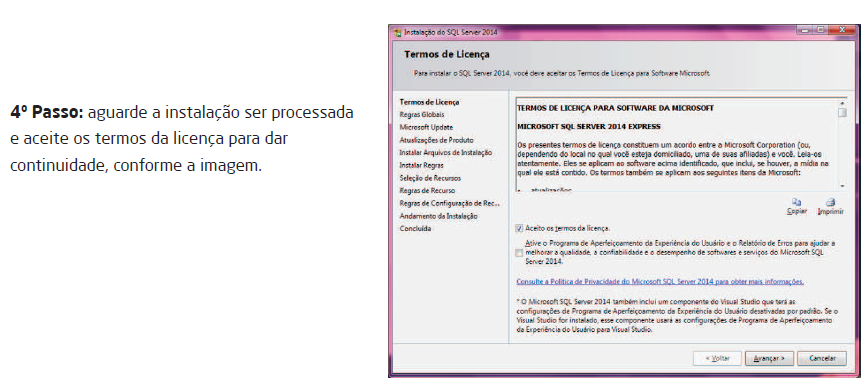 4º Passo: aguarde a instalação ser processada
e aceite os termos da licença para dar
continuidade, conforme a imagem.
Instalação do SQL Server 2014
Termos de Licença
Para instalar o SQL Server 2014, você deve aceitar os Termos de Licença para Software Microsoft.
Termos de Licença
Regras Globais
Microsoft Update
Atualizações de Produto
Instalar Arquivos de Instalação
Instalar Regras
Seleção de Recursos
Regras de Recurso
Regras de Configuração de Rec...
Andamento da Instalação
Concluída
TERMOS DE LICENÇA PARA SOFTWARE DA MICROSOFT
MICROSOFT SQL SERVER 2014 EXPRESS
Os presentes termos de licença constituem um acordo entre a Microsoft Corporation (ou,
dependendo do local no qual você esteja domiciliado, uma de suas afiliadas) e você. Leia-os
atentamente. Eles se aplicam ao software acima identificado, que inclui, se houver, a mídia na
qual ele está contido. Os termos também se aplicam aos seguintes itens da Microsoft:
• atualizações
Copiar Imprimir
Aceito os termos da licença.
Ative o Programa de Aperfeiçoamento da Experiência do Usuário e o Relatório de Erros para ajudar a
melhorar a qualidade, a confiabilidade e o desempenho de softwares e serviços do Microsoft SQL
Server 2014.
Consulte a Política de Privacidade do Microsoft SQL Server 2014 para obter mais informações.
* O Microsoft SQL Server 2014 também inclui um componente do Visual Studio que terá as
configurações de Programa de Aperfeiçoamento da Experiência do Usuário desativadas por padrão. Se o
Visual Studio for instalado, esse componente usará as configurações de Programa de Aperfeiçoamento
da Experiência do Usuário para Visual Studio.
< Voltar Avançar > Cancelar